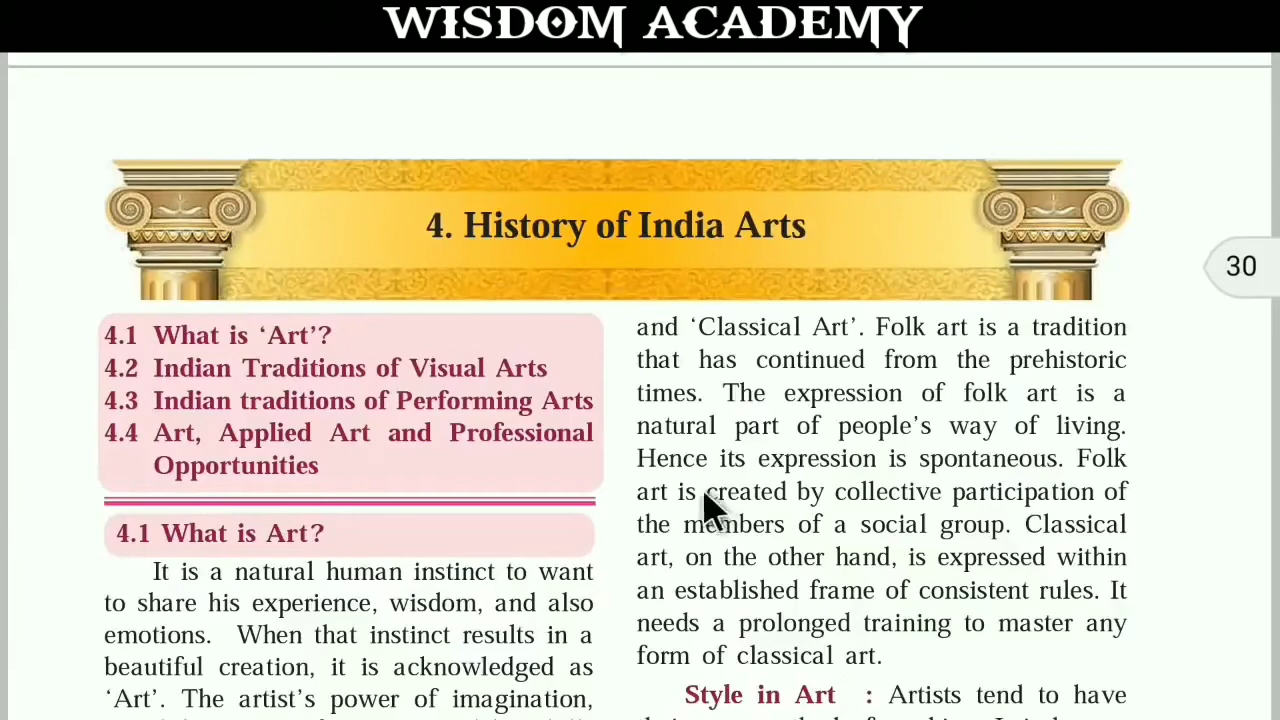 WISDOM ACADEMY
4. History of India Arts
30
4.1 What is ‘Art’?
4.2 Indian Traditions of Visual Arts
4.3 Indian traditions of Performing Arts
4.4 Art, Applied Art and Professional
Opportunities
4.1 What is Art?
It is a natural human instinct to want
to share his experience, wisdom, and also
emotions. When that instinct results in a
beautiful creation, it is acknowledged as
‘Art’. The artist’s power of imagination,
and ‘Classical Art’. Folk art is a tradition
that has continued from the prehistoric
times. The expression of folk art is a
natural part of people’s way of living.
Hence its expression is spontaneous. Folk
art is created by collective participation of
the members of a social group. Classical
art, on the other hand, is expressed within
an established frame of consistent rules. It
needs a prolonged training to master any
form of classical art.
Style in Art : Artists tend to have